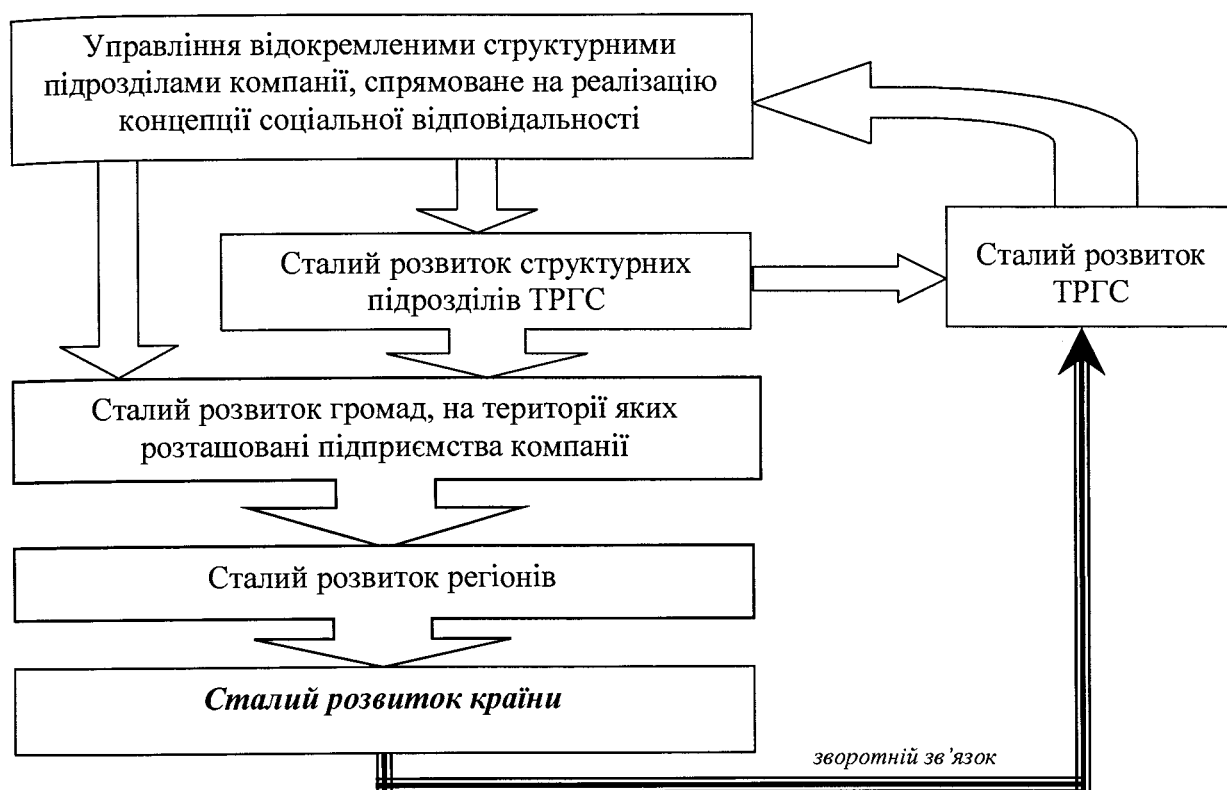 Управління відокремленими структурними
підрозділами компанії, спрямоване на реалізацію
концепції соціальної відповідальності
Сталий розвиток структурних
підрозділів ТРГС
Сталий розвиток
ТРГС
Сталий розвиток громад, на території яких
розташовані підприємства компанії
Сталий розвиток регіонів
Сталий розвиток країни
зворотній зв’язок